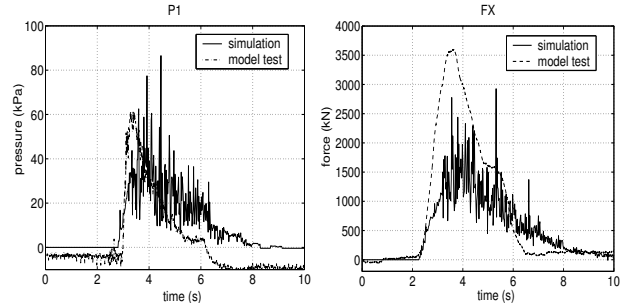 P1
pressure (kPa)
100
80
60
40
20
0
0 2 4 6 8 10
time (s)
simulation
model test
FX
force (kN)
4000
3500
3000
2500
2000
1500
1000
500
0
0 2 4 6 8 10
time (s)
simulation
model test